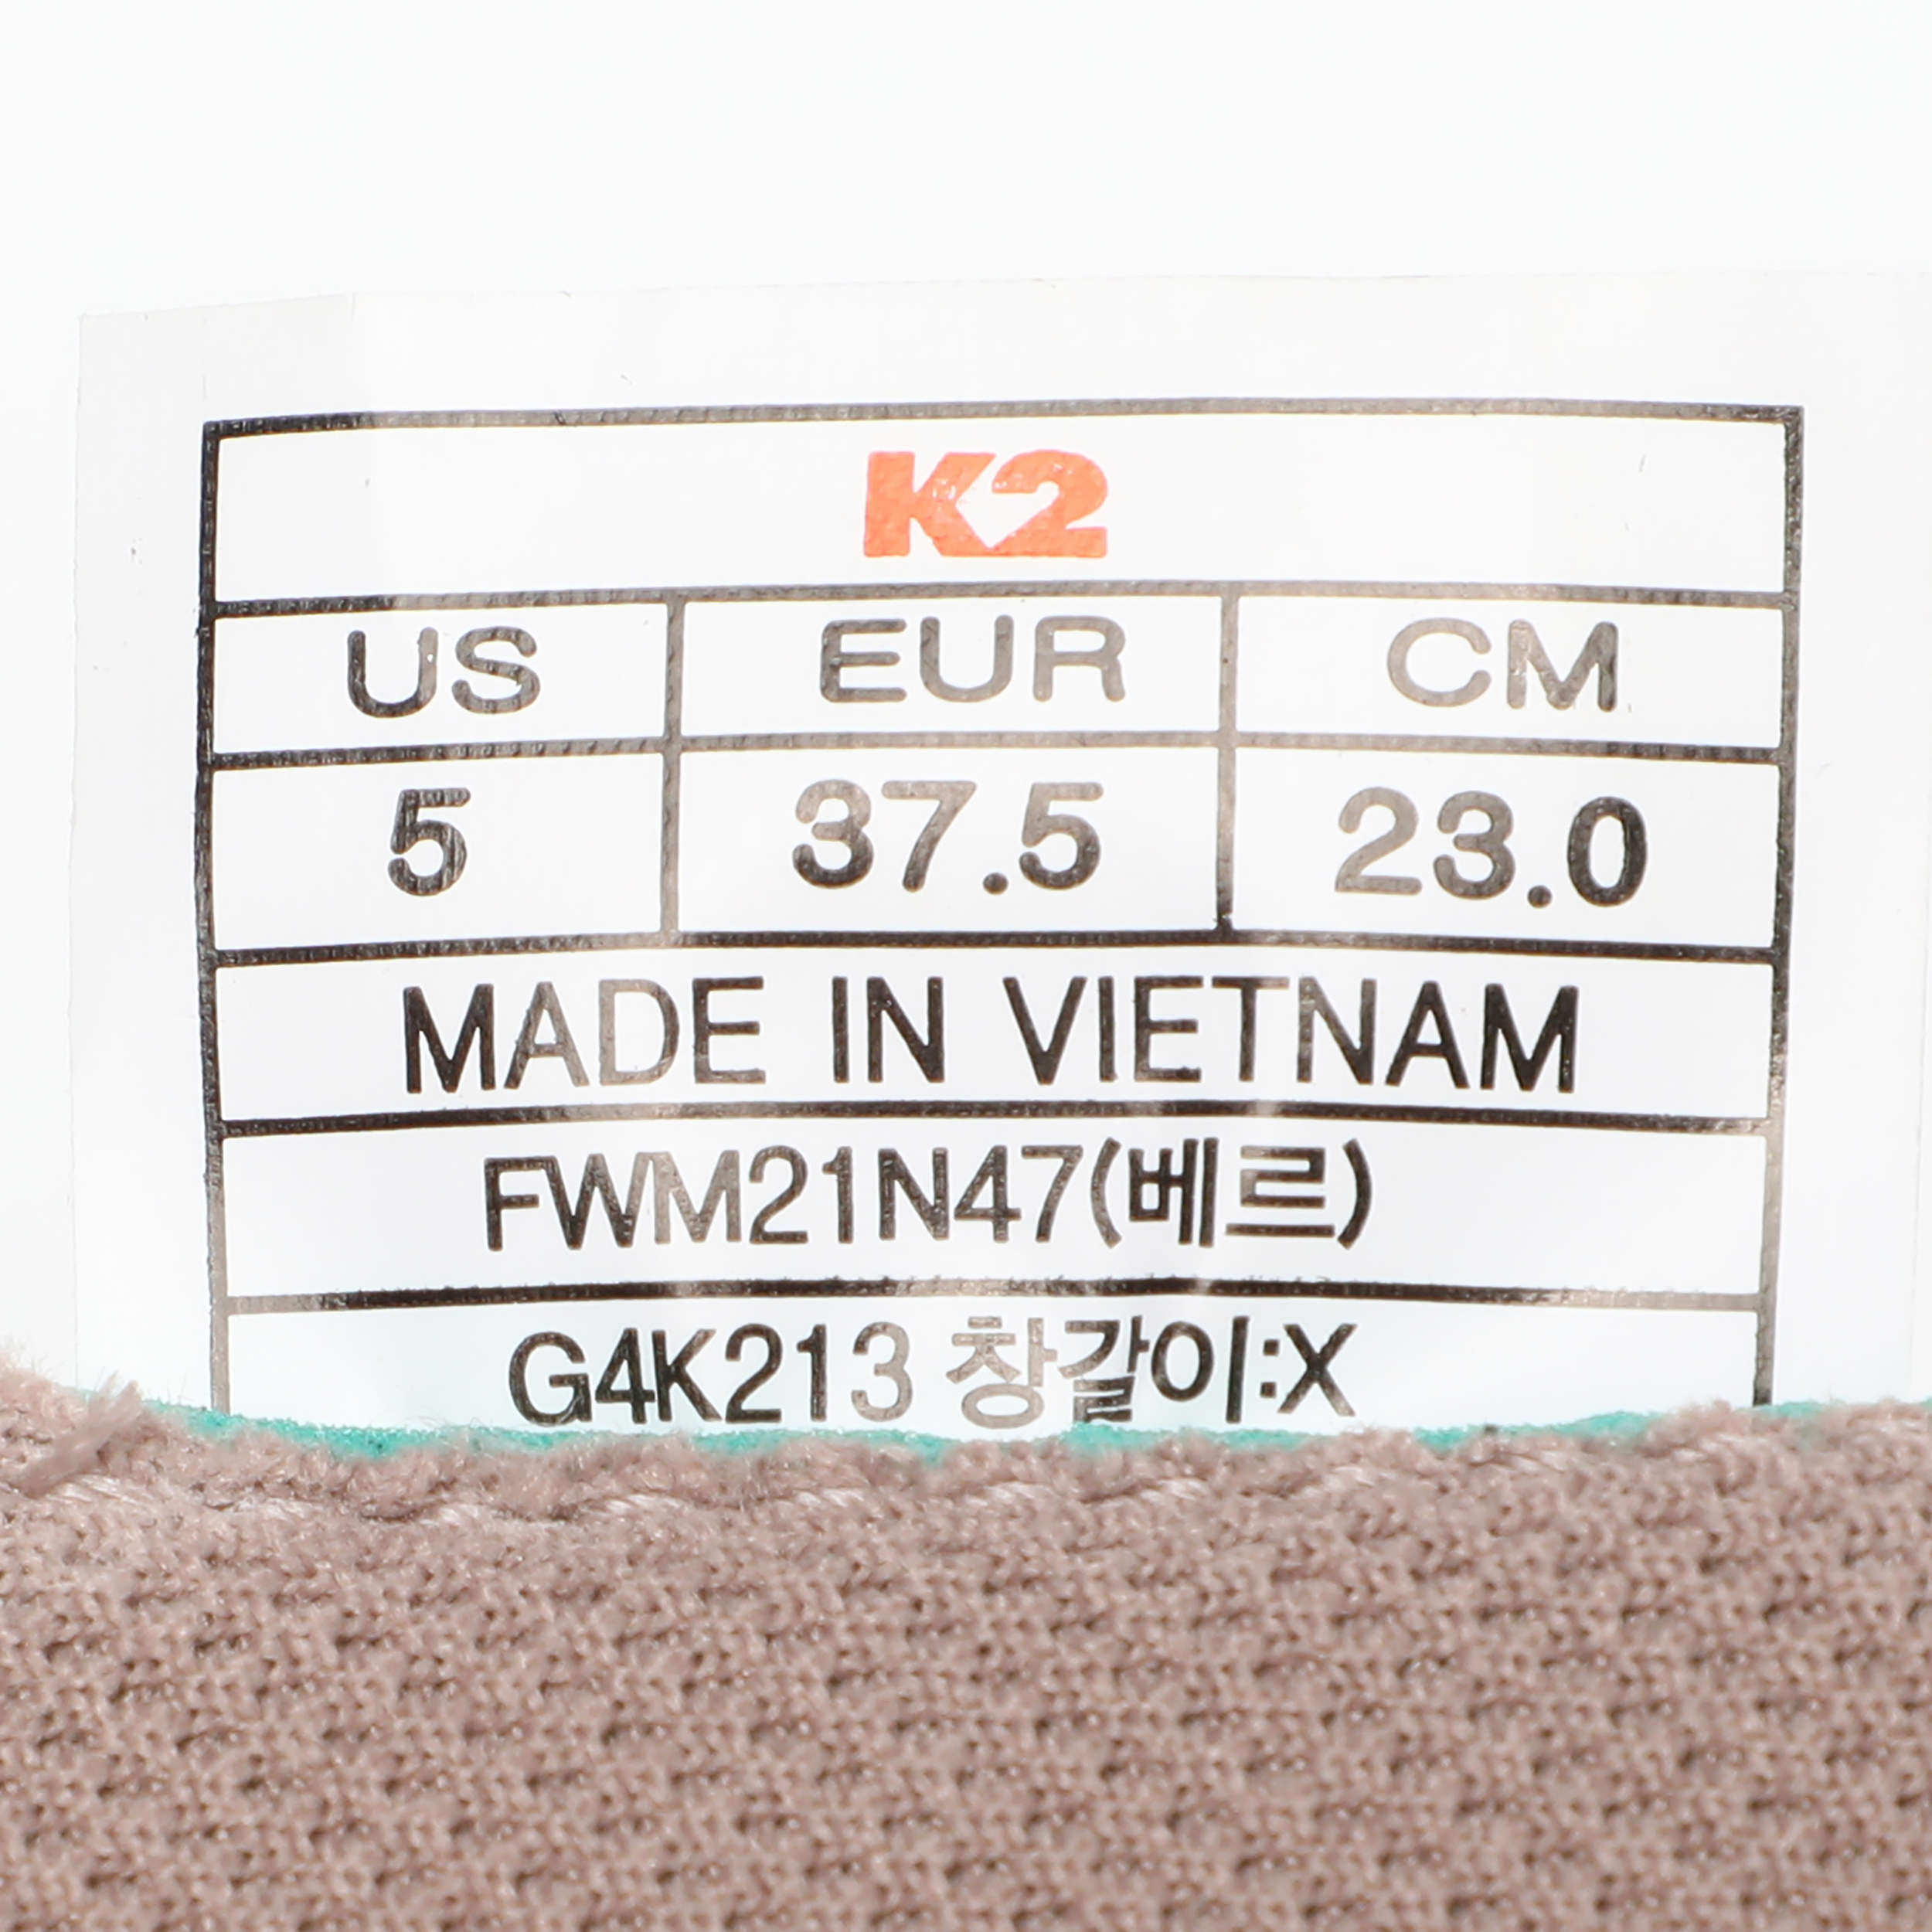 K2
US EUR CM
5 37.5 23.0
MADE IN VIETNAM
FWM21N47(베르)
G4K213 창갈이:X